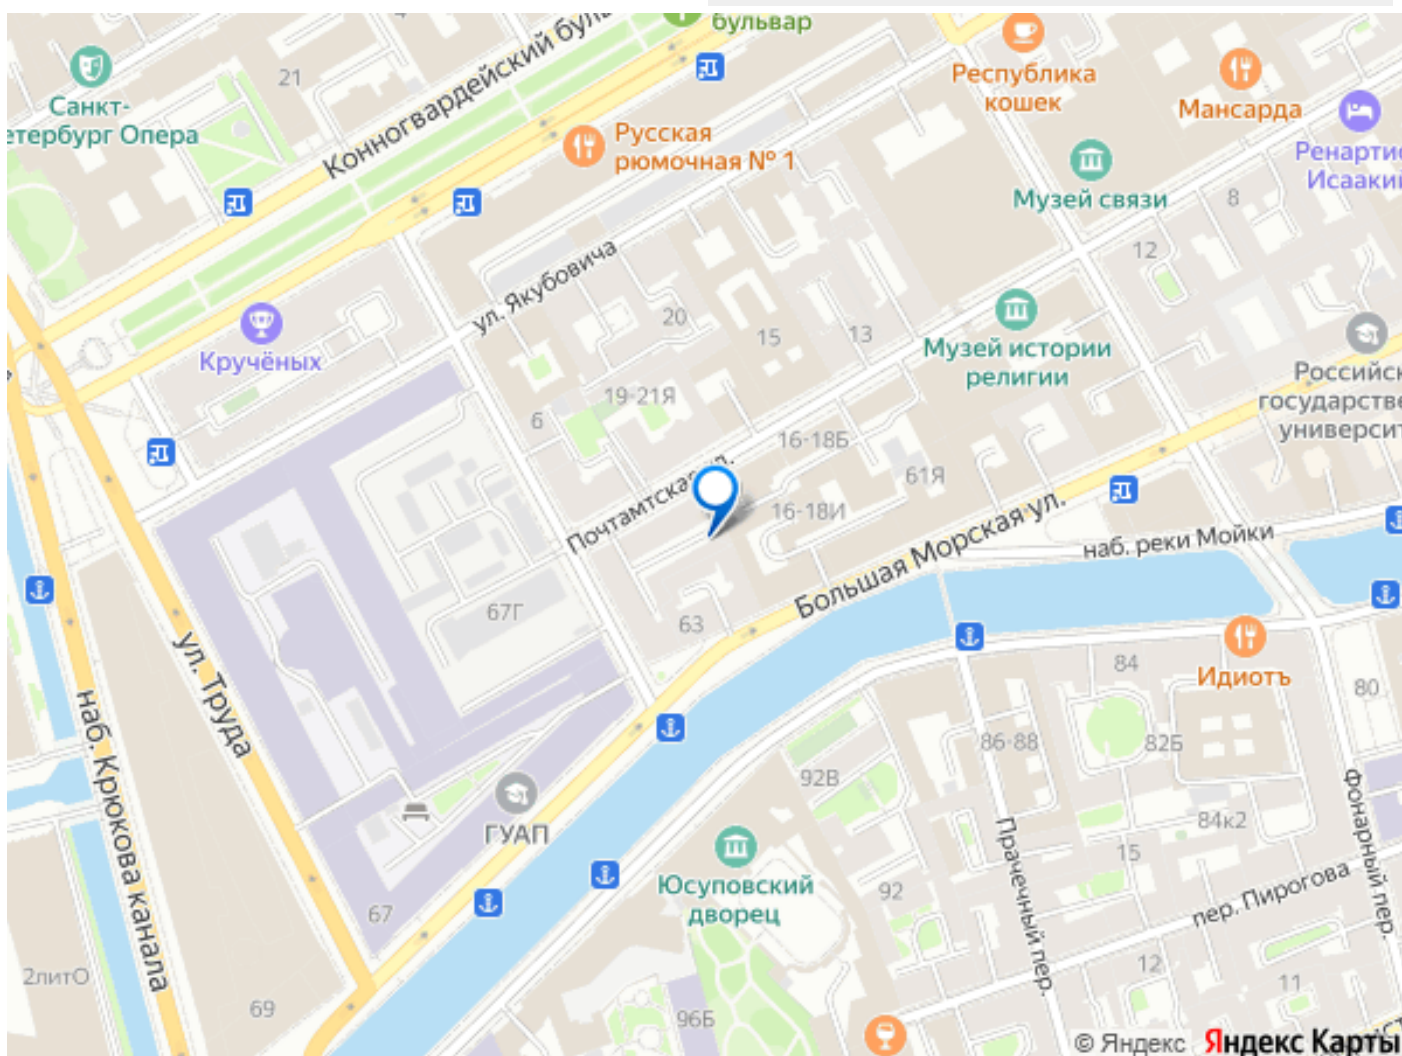 бульвар
Конногвардейский буль
21
Санкт-
етербург Опера
Русская
рюмочная № 1
Республика
кошек
Мансарда
Ренартис
Исаакий
Музей связи
8
12
ул. Якубовича
20
15
13
Кручёных
Музей истории
религии
Российск
государстве
университ
19-21Я
6
16-18Б
Почтамтская ул.
61Я
16-18И
Большая Морская ул.
наб. реки Мойки
67Г
63
ул. Труда
84
Идиотъ
80
наб. Крюкова канала
86-88
82Б
92В
ГУАП
84к2
Фонарный пер.
Прачечный пер.
15
Юсуповский
дворец
92
пер. Пирогова
67
2литО
69
12
11
96Б
© Яндекс Яндекс Карты